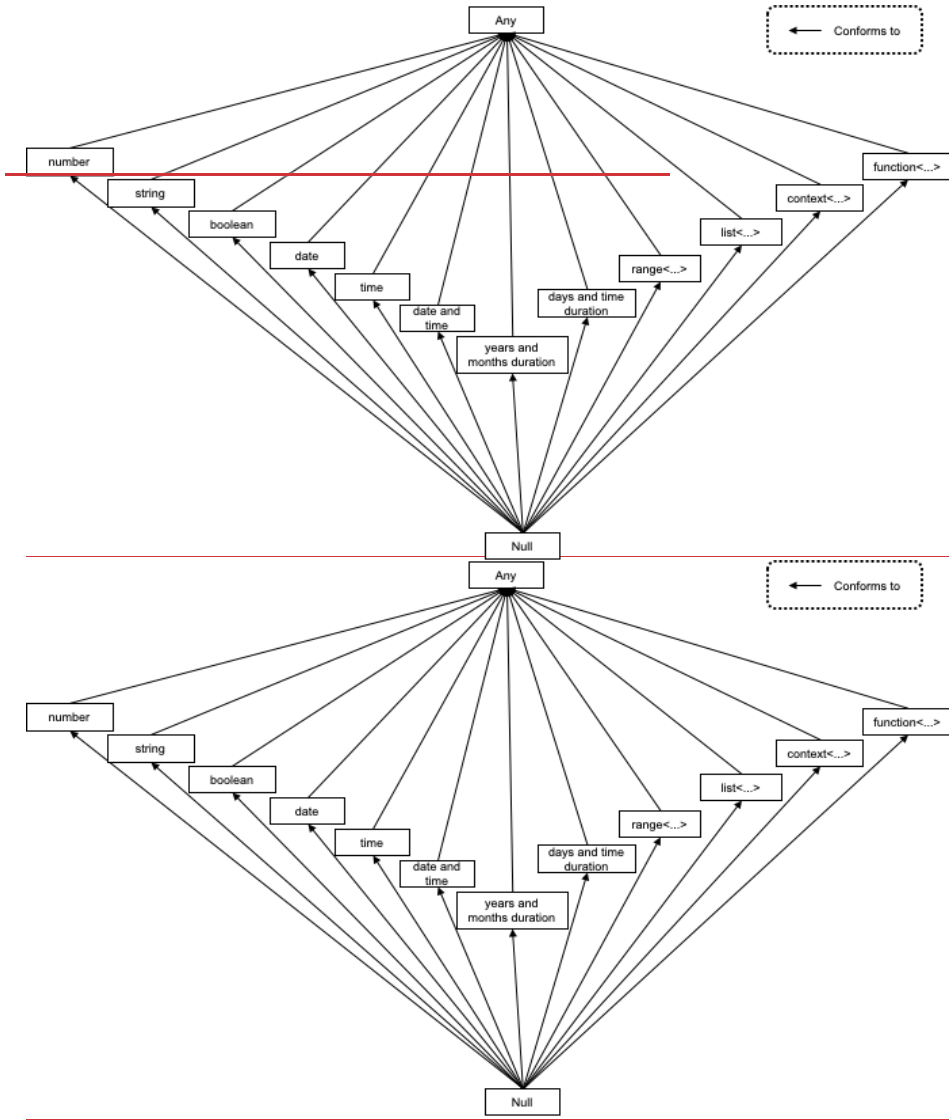 Any
Conforms to
number
function<...>
string
context<...>
boolean
list<...>
date
range<...>
time
days and time
duration
date and
time
years and
months duration
Null
Any
Conforms to
number
function<...>
string
context<...>
boolean
list<...>
date
range<...>
time
days and time
duration
date and
time
years and
months duration
Null